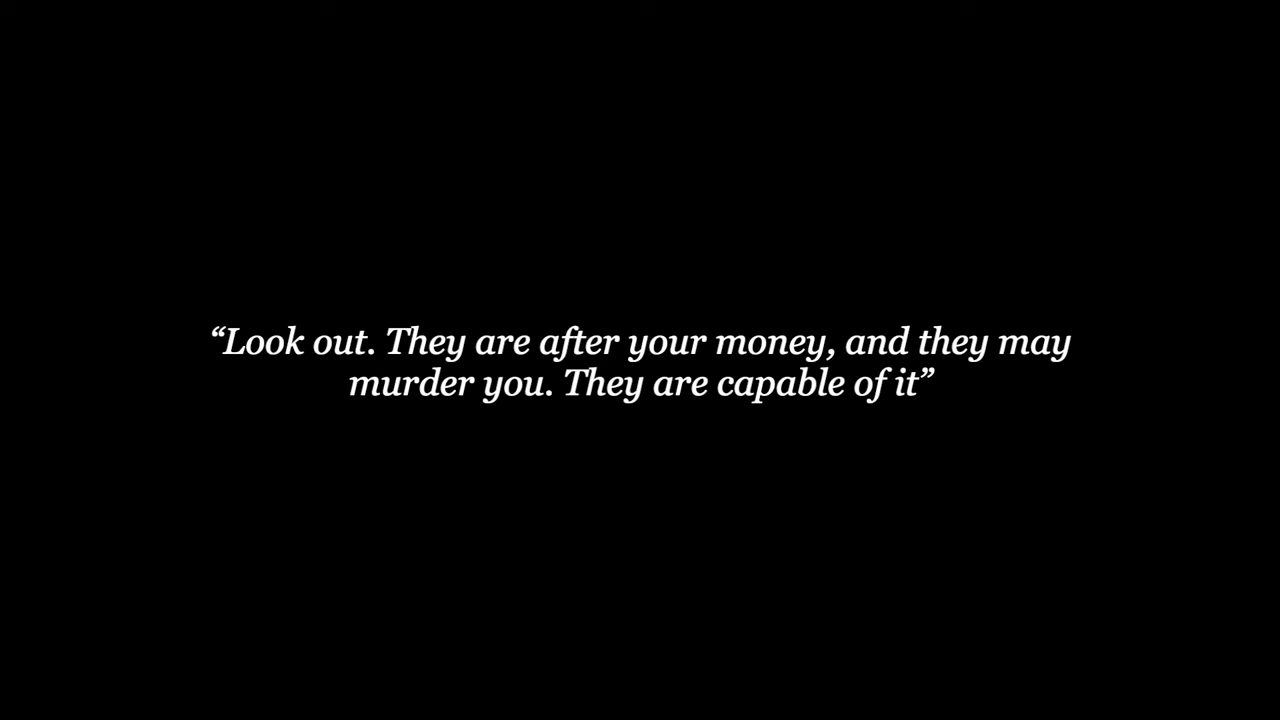 “Look out. They are after your money, and they may
murder you. They are capable of it”